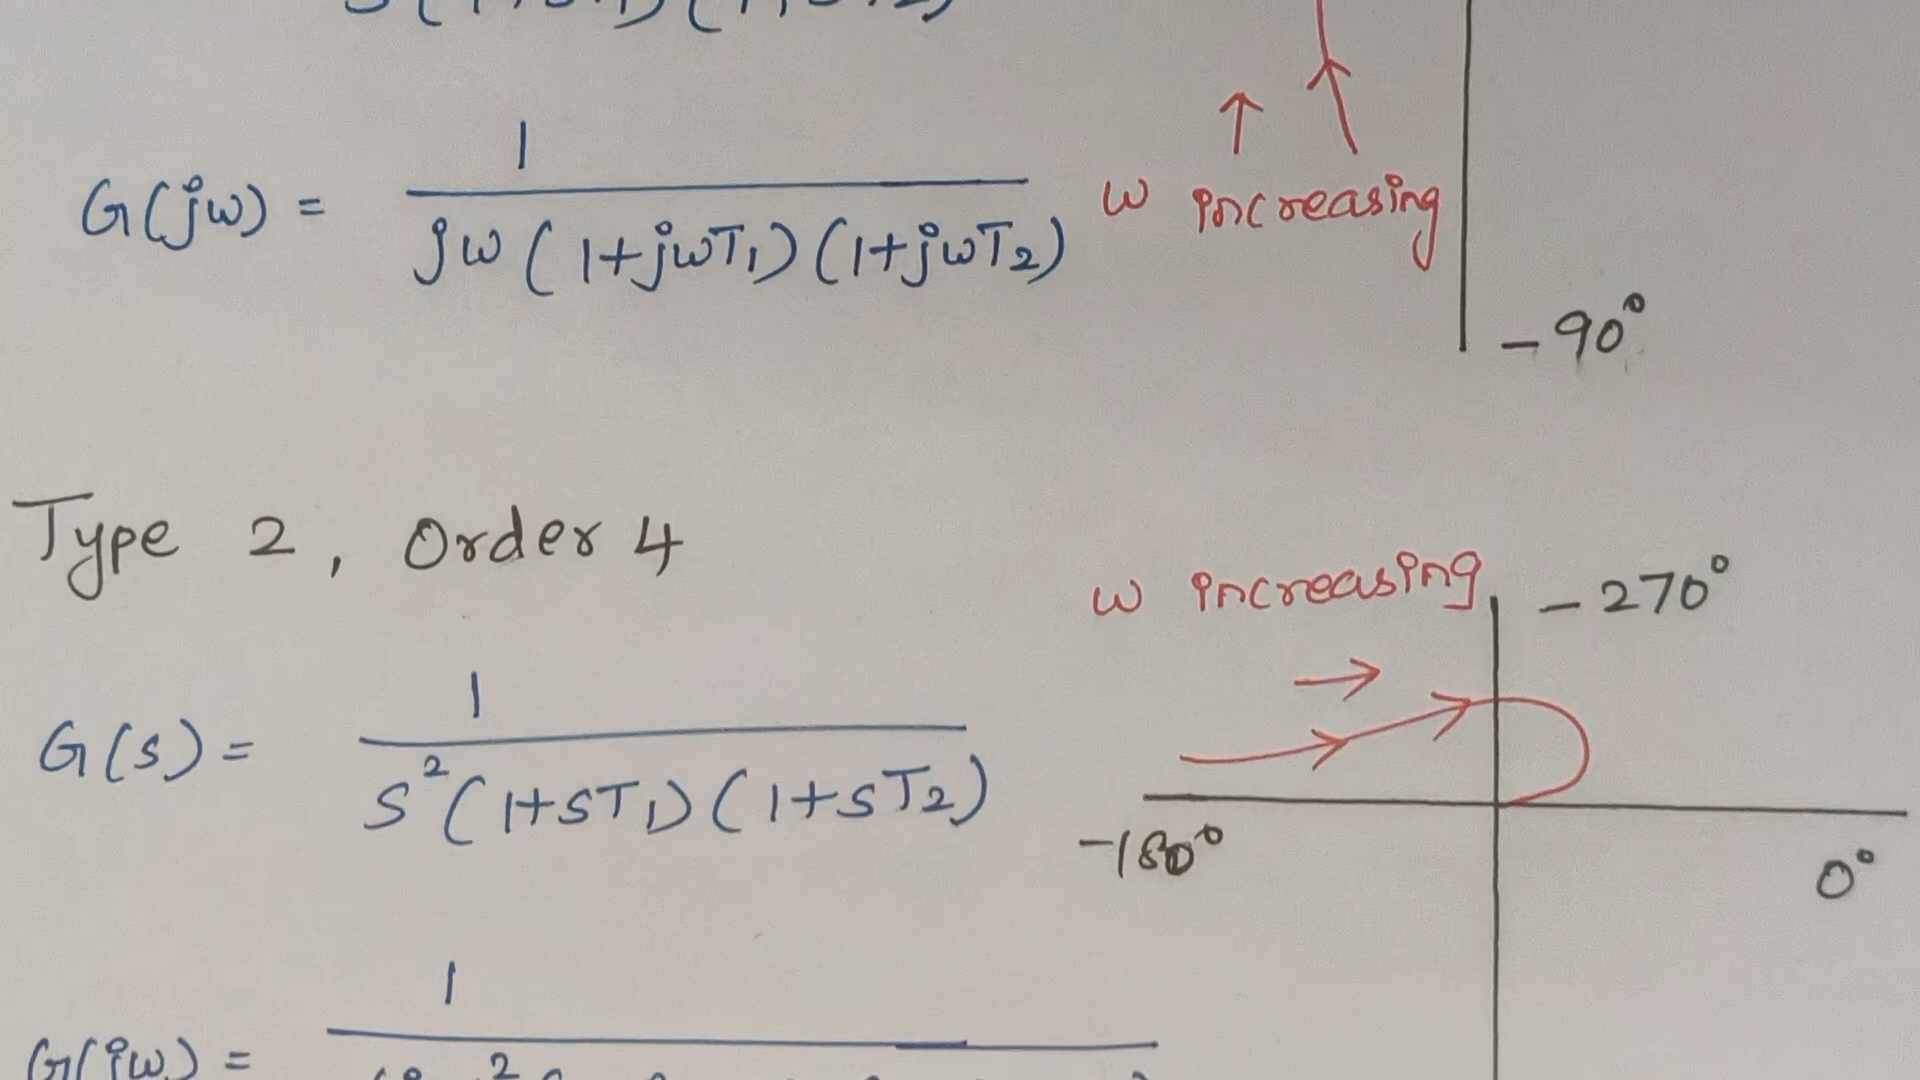 G(jω) = 1 / jω(1+jωT1)(1+jωT2)
ω increasing
-90°
Type 2, Order 4
ω increasing
-270°
G(s) = 1 / s²(1+sT1)(1+sT2)
-180°
0°
1
G(jω) =